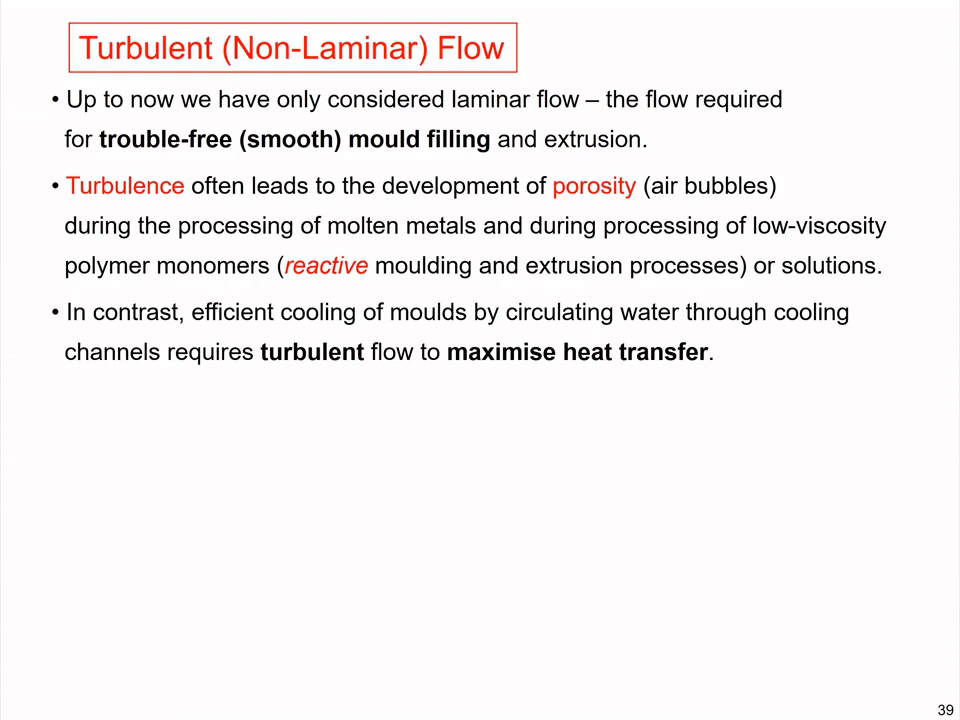 Turbulent (Non-Laminar) Flow
• Up to now we have only considered laminar flow – the flow required
for trouble-free (smooth) mould filling and extrusion.
• Turbulence often leads to the development of porosity (air bubbles)
during the processing of molten metals and during processing of low-viscosity
polymer monomers (reactive moulding and extrusion processes) or solutions.
• In contrast, efficient cooling of moulds by circulating water through cooling
channels requires turbulent flow to maximise heat transfer.
39